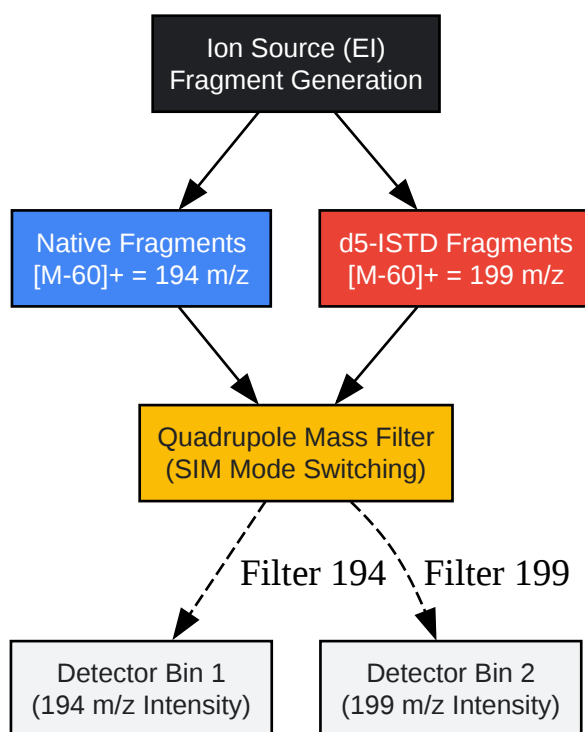 Ion Source (EI)
Fragment Generation
Native Fragments
[M-60]+ = 194 m/z
d5-ISTD Fragments
[M-60]+ = 199 m/z
Quadrupole Mass Filter
(SIM Mode Switching)
Filter 194
Filter 199
Detector Bin 1
(194 m/z Intensity)
Detector Bin 2
(199 m/z Intensity)